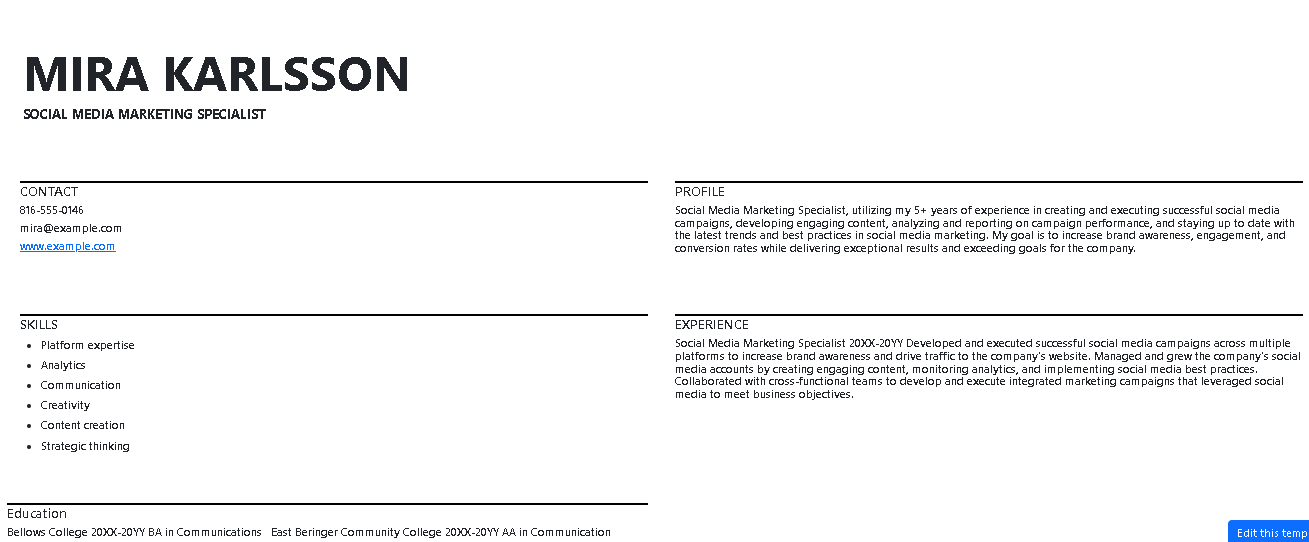 MIRA KARLSSON
SOCIAL MEDIA MARKETING SPECIALIST
CONTACT
816-555-0146
mira@example.com
www.example.com
PROFILE
Social Media Marketing Specialist, utilizing my 5+ years of experience in creating and executing successful social media
campaigns, developing engaging content, analyzing and reporting on campaign performance, and staying up to date with
the latest trends and best practices in social media marketing. My goal is to increase brand awareness, engagement, and
conversion rates while delivering exceptional results and exceeding goals for the company.
SKILLS
• Platform expertise
• Analytics
• Communication
• Creativity
• Content creation
• Strategic thinking
EXPERIENCE
Social Media Marketing Specialist 20XX-20YY Developed and executed successful social media campaigns across multiple
platforms to increase brand awareness and drive traffic to the company's website. Managed and grew the company's social
media accounts by creating engaging content, monitoring analytics, and implementing social media best practices.
Collaborated with cross-functional teams to develop and execute integrated marketing campaigns that leveraged social
media to meet business objectives.
Education
Bellows College 20XX-20YY BA in Communications East Beringer Community College 20XX-20YY AA in Communication
Edit this temp